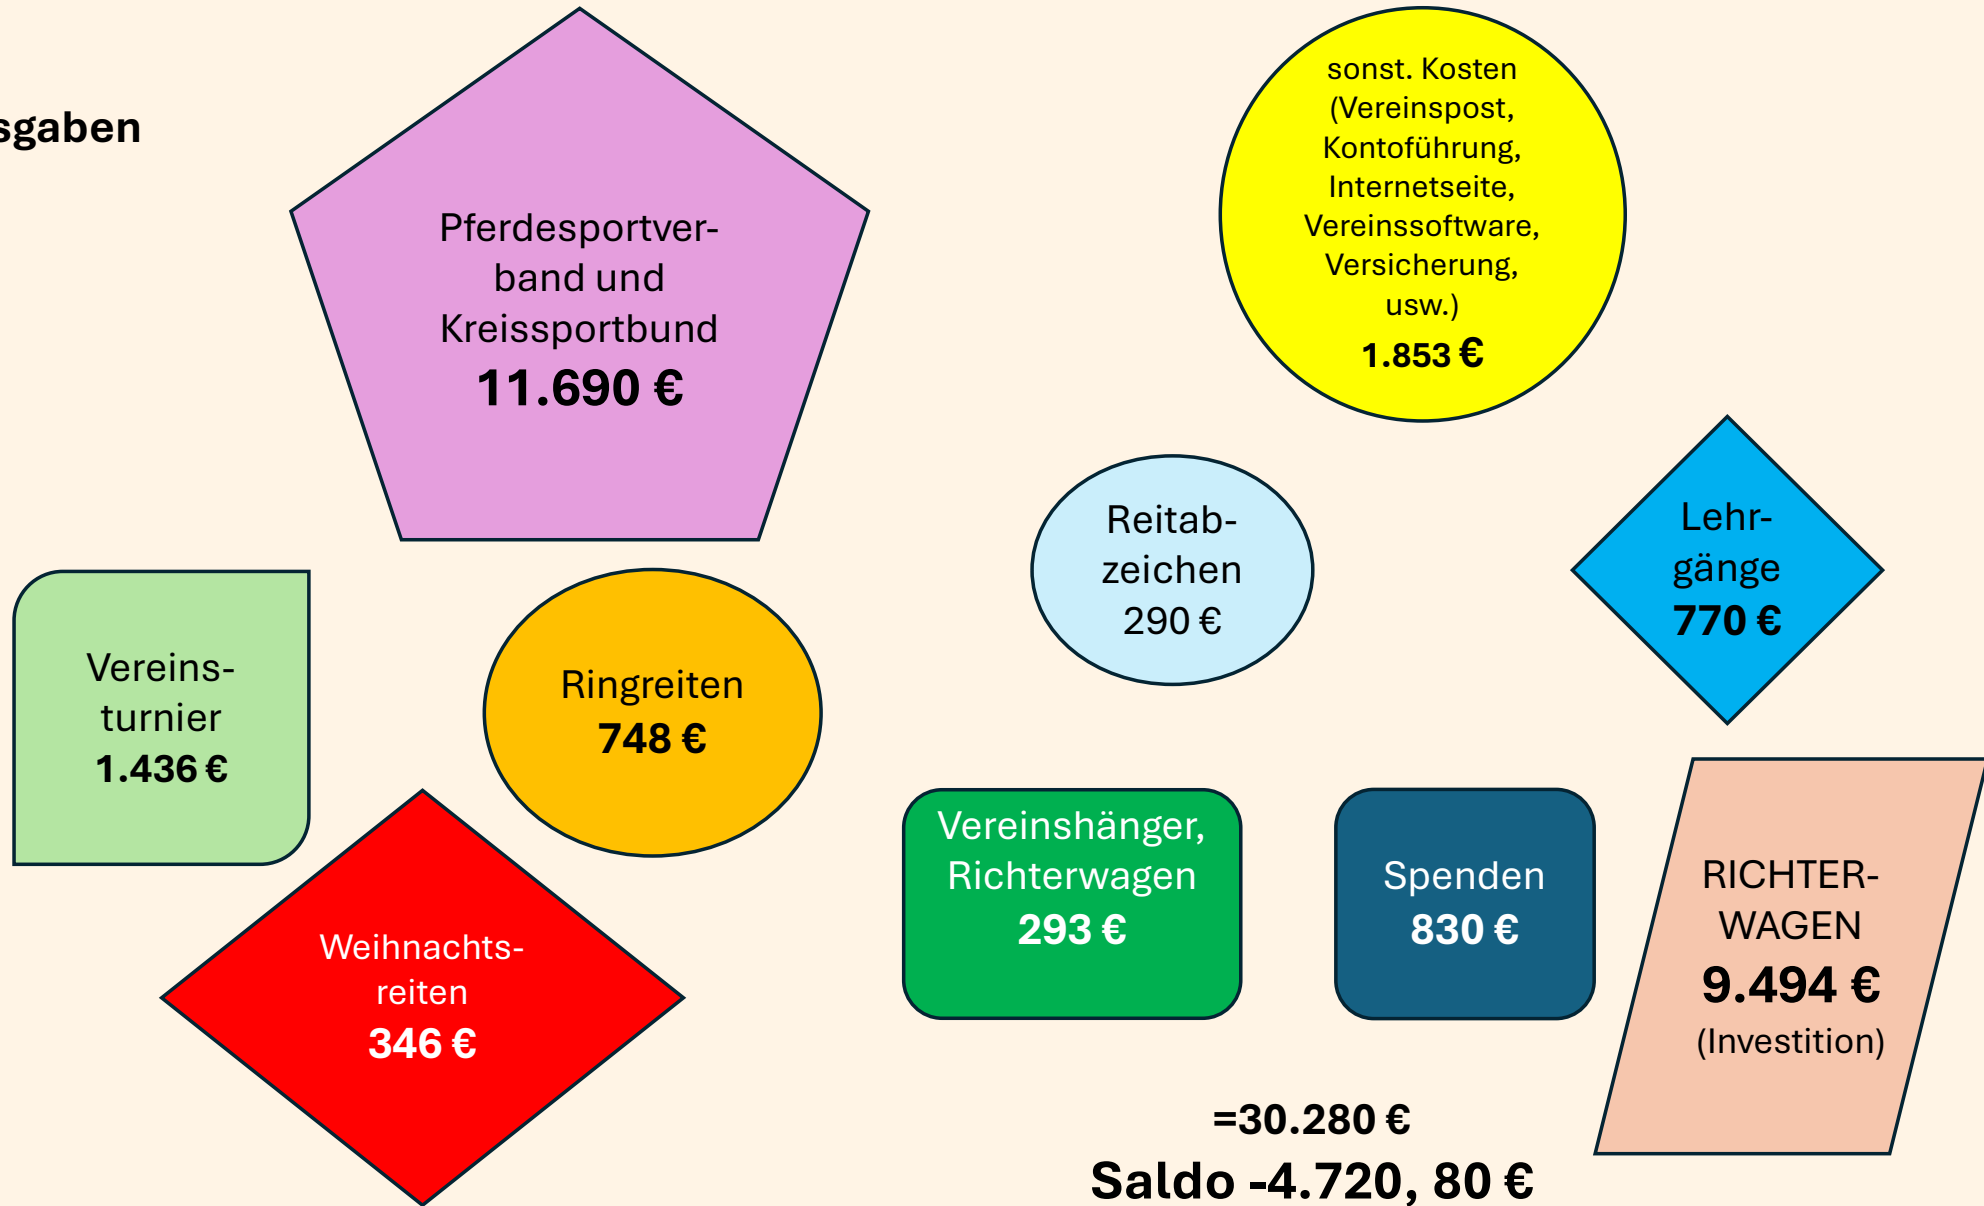 sgaben
Pferdesportver-
band und
Kreissportbund
11.690 €
sonst. Kosten
(Vereinspost,
Kontoführung,
Internetseite,
Vereinssoftware,
Versicherung,
usw.)
1.853 €
Reitab-
zeichen
290 €
Lehr-
gänge
770 €
Vereins-
turnier
1.436 €
Ringreiten
748 €
Weihnachts-
reiten
346 €
Vereinshänger,
Richterwagen
293 €
Spenden
830 €
RICHTER-
WAGEN
9.494 €
(Investition)
=30.280 €
Saldo -4.720, 80 €